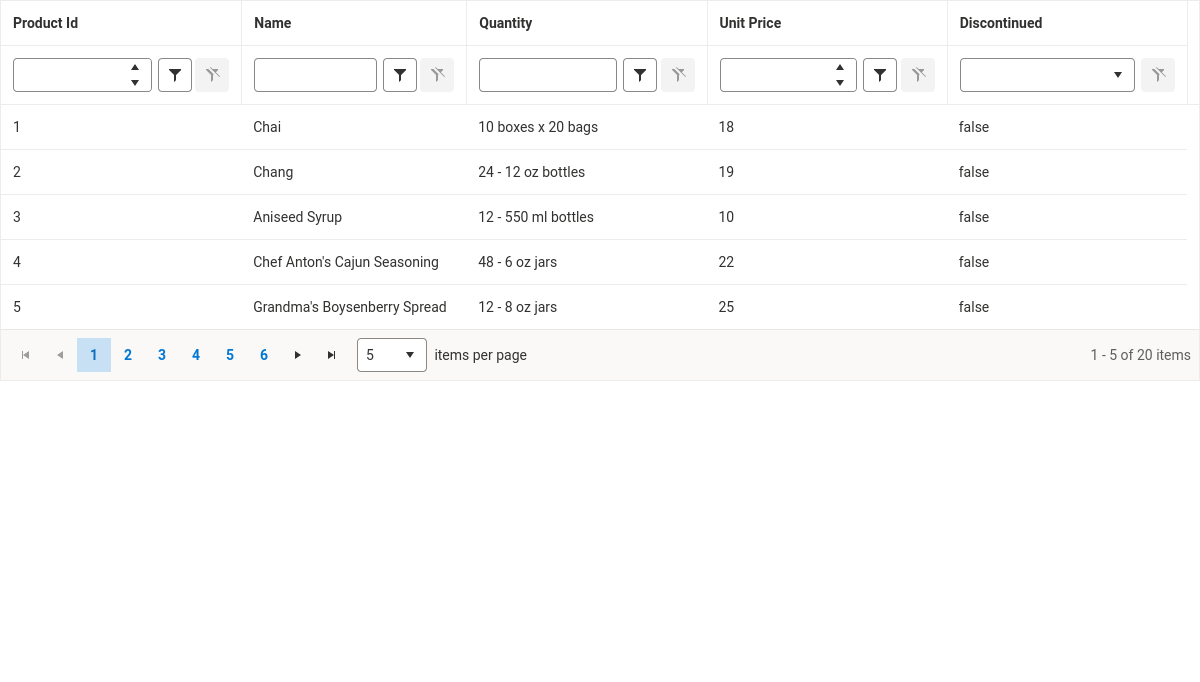 Product Id Name Quantity Unit Price Discontinued
1 Chai 10 boxes x 20 bags 18 false
2 Chang 24 - 12 oz bottles 19 false
3 Aniseed Syrup 12 - 550 ml bottles 10 false
4 Chef Anton's Cajun Seasoning 48 - 6 oz jars 22 false
5 Grandma's Boysenberry Spread 12 - 8 oz jars 25 false
1 2 3 4 5 6 5 items per page 1 - 5 of 20 items